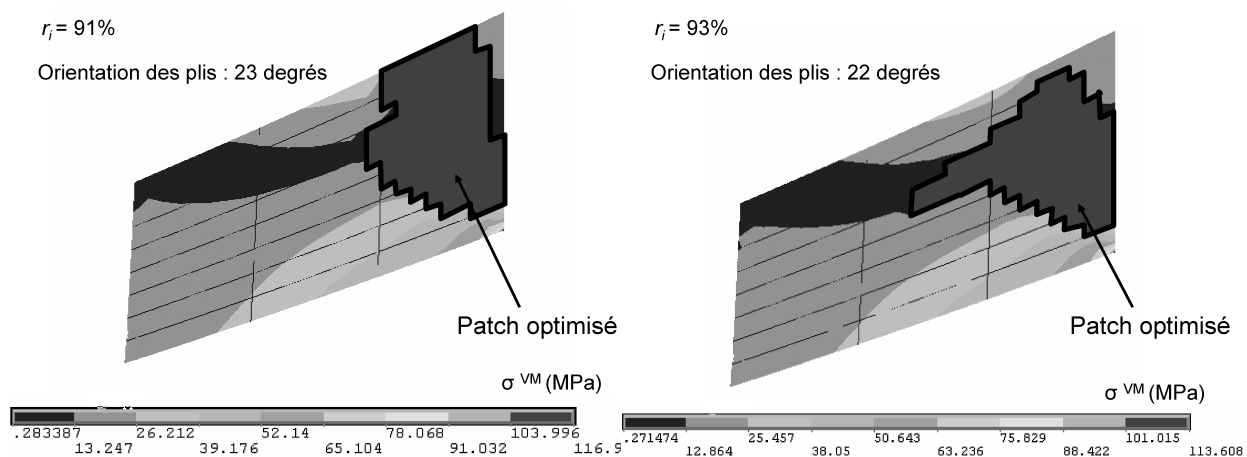 r_i = 91%
Orientation des plis : 23 degrés
Patch optimisé
σ VM (MPa)
.283387 26.212 52.14 78.068 103.996
13.247 39.176 65.104 91.032 116.9
r_i = 93%
Orientation des plis : 22 degrés
Patch optimisé
σ VM (MPa)
.271474 25.457 50.643 75.829 101.015
12.864 38.05 63.236 88.422 113.608